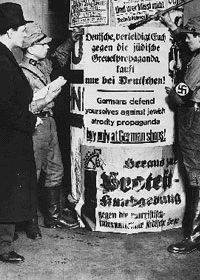 Deutsche, verteidigt Euch
gegen die jüdische
Greuelpropaganda,
kauft
nur bei Deutschen!
Germans defend
yourselves against jewish
atrocity propaganda
buy only at German shops!
Heraus zur
Protest-
Kundgebung
gegen die